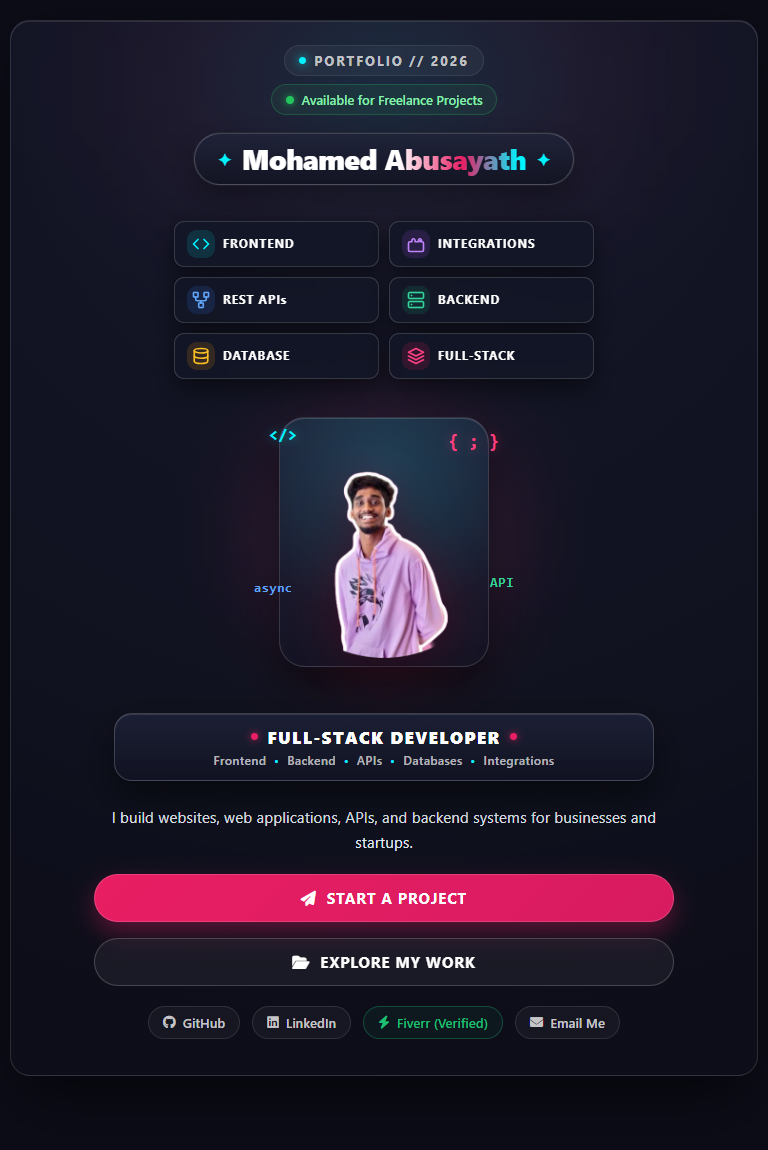 PORTFOLIO // 2026
Available for Freelance Projects
✦ Mohamed Abusayath ✦
FRONTEND
INTEGRATIONS
REST APIs
BACKEND
DATABASE
FULL-STACK
</>
{ ; }
async
API
FULL-STACK DEVELOPER
Frontend • Backend • APIs • Databases • Integrations
I build websites, web applications, APIs, and backend systems for businesses and
startups.
START A PROJECT
EXPLORE MY WORK
GitHub
LinkedIn
Fiverr (Verified)
Email Me